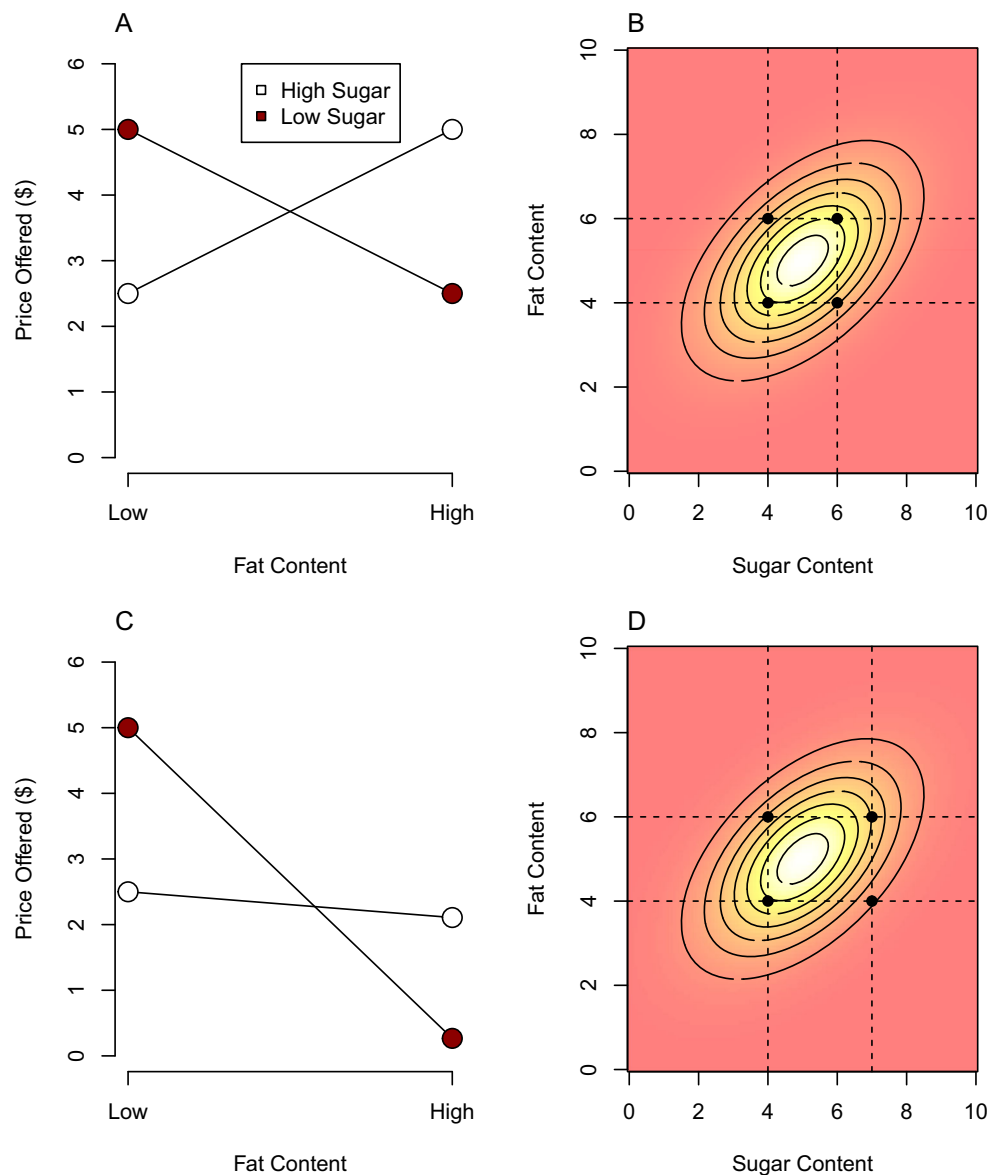 A
6
5
4
3
2
1
0
Price Offered ($)
High Sugar
Low Sugar
Low
High
Fat Content
B
10
8
6
4
2
0
Fat Content
0 2 4 6 8 10
Sugar Content
C
6
5
4
3
2
1
0
Price Offered ($)
Low
High
Fat Content
D
10
8
6
4
2
0
Fat Content
0 2 4 6 8 10
Sugar Content